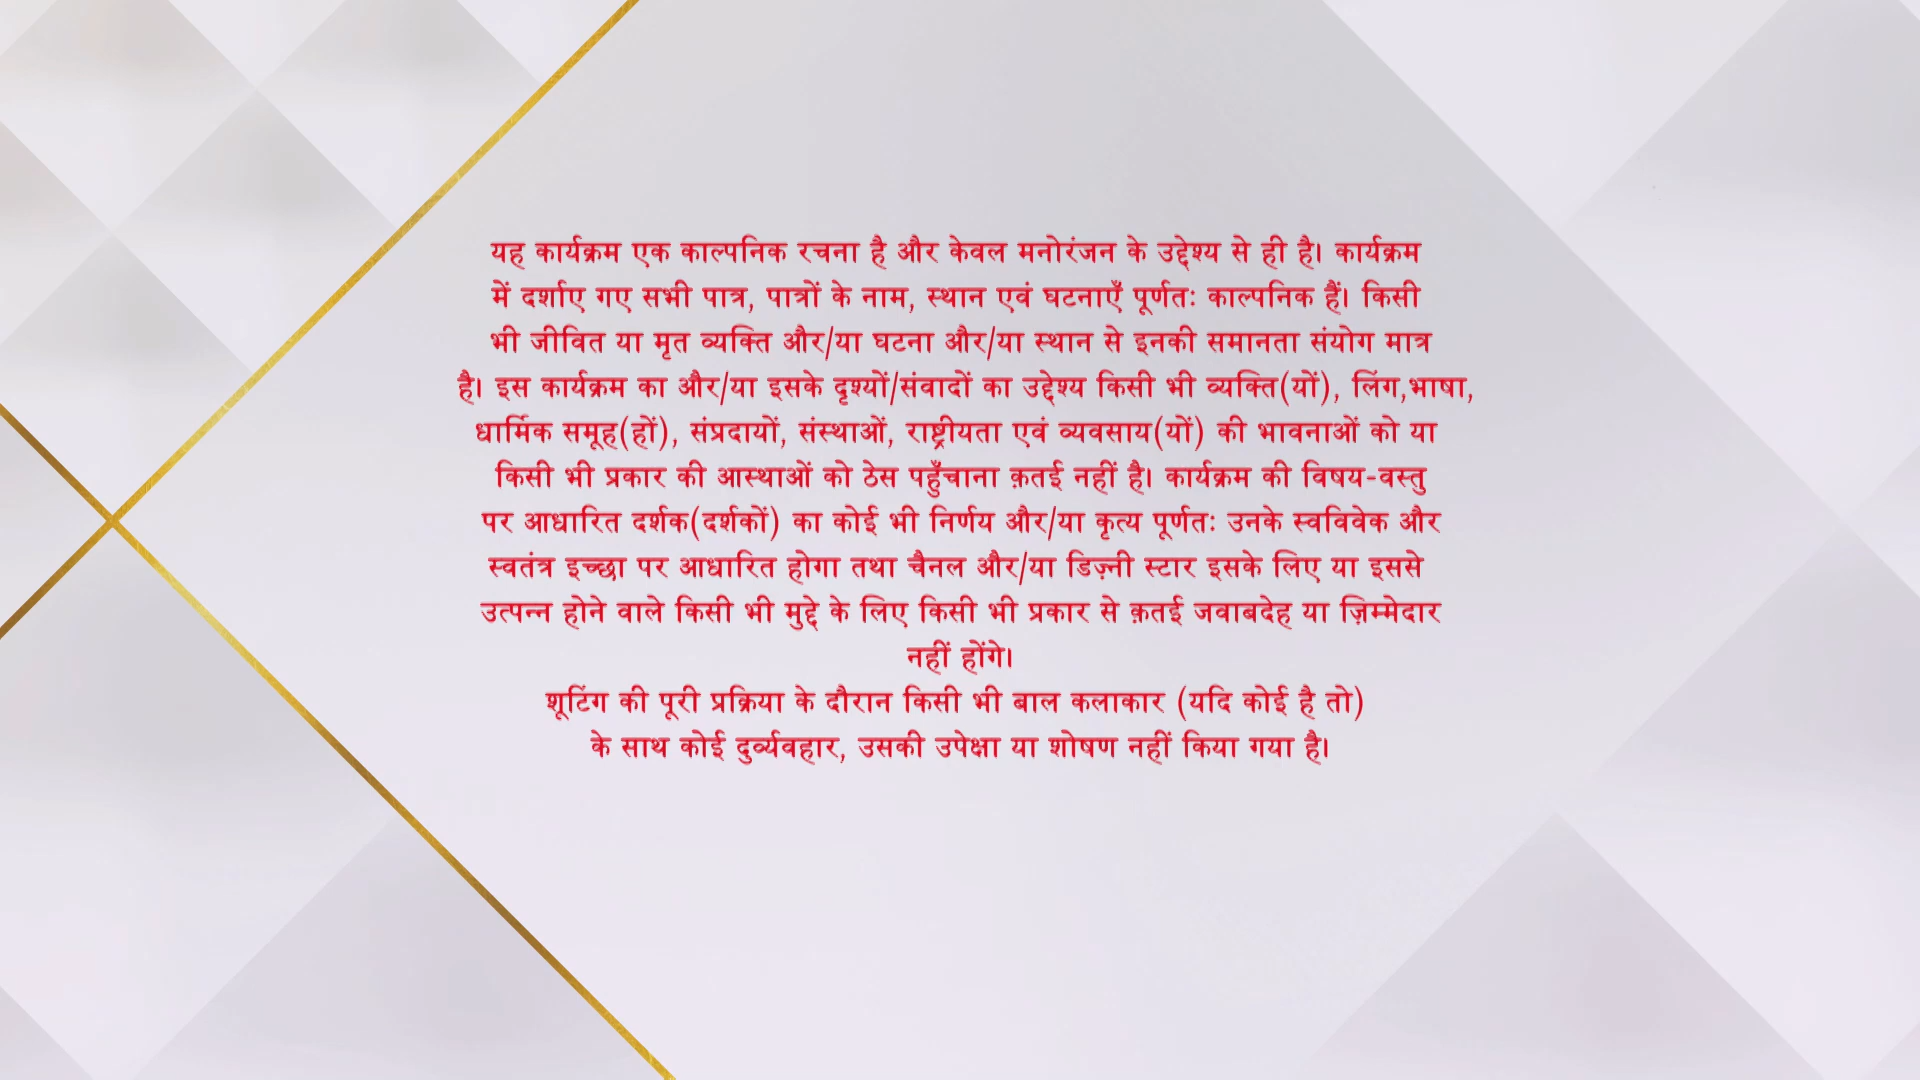 यह कार्यक्रम एक काल्पनिक रचना है और केवल मनोरंजन के उद्देश्य से ही है। कार्यक्रम
में दर्शाए गए सभी पात्र, पात्रों के नाम, स्थान एवं घटनाएँ पूर्णतः काल्पनिक हैं। किसी
भी जीवित या मृत व्यक्ति और/या घटना और/या स्थान से इनकी समानता संयोग मात्र
है। इस कार्यक्रम का और/या इसके दृश्यों/संवादों का उद्देश्य किसी भी व्यक्ति(यों), लिंग,भाषा,
धार्मिक समूह(हों), संप्रदायों, संस्थाओं, राष्ट्रीयता एवं व्यवसाय(यों) की भावनाओं को या
किसी भी प्रकार की आस्थाओं को ठेस पहुँचाना क़तई नहीं है। कार्यक्रम की विषय-वस्तु
पर आधारित दर्शक(दर्शकों) का कोई भी निर्णय और/या कृत्य पूर्णतः उनके स्वविवेक और
स्वतंत्र इच्छा पर आधारित होगा तथा चैनल और/या डिज़्नी स्टार इसके लिए या इससे
उत्पन्न होने वाले किसी भी मुद्दे के लिए किसी भी प्रकार से क़तई जवाबदेह या ज़िम्मेदार
नहीं होंगे।
शूटिंग की पूरी प्रक्रिया के दौरान किसी भी बाल कलाकार (यदि कोई है तो)
के साथ कोई दुर्व्यवहार, उसकी उपेक्षा या शोषण नहीं किया गया है।